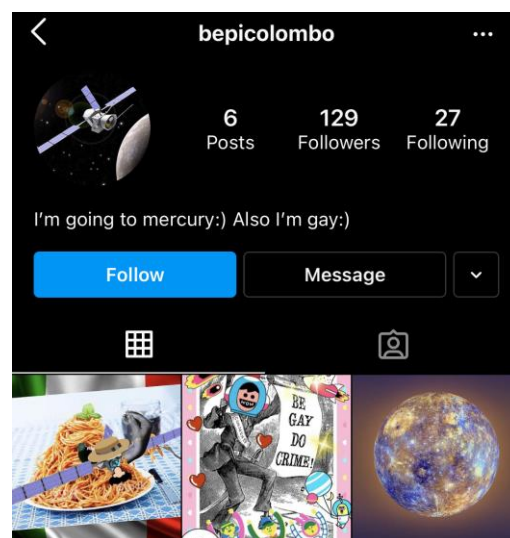 bepicolombo
6 129 27
Posts Followers Following
I'm going to mercury:) Also I'm gay:)
Follow Message
BE
GAY
DO
CRIME!